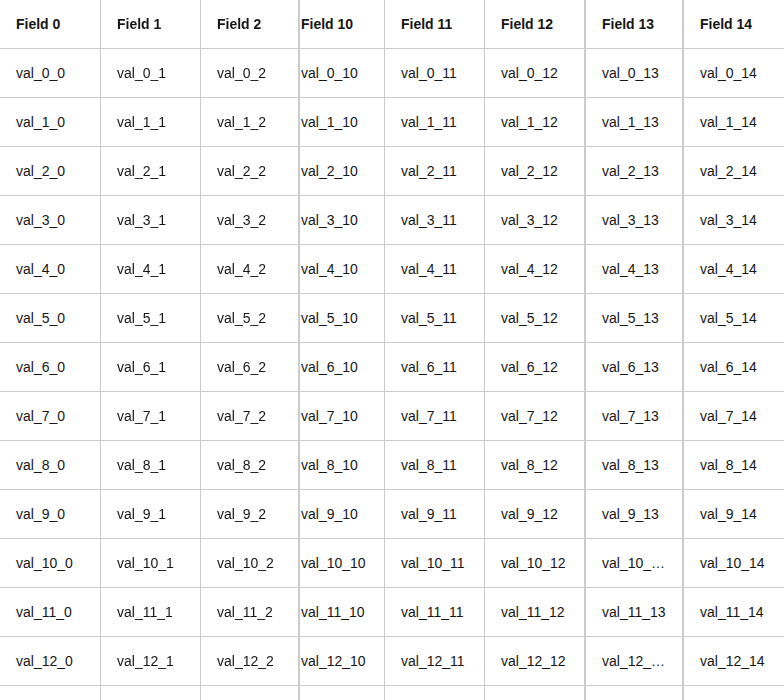 Field 0 Field 1 Field 2 Field 10 Field 11 Field 12 Field 13 Field 14
val_0_0 val_0_1 val_0_2 val_0_10 val_0_11 val_0_12 val_0_13 val_0_14
val_1_0 val_1_1 val_1_2 val_1_10 val_1_11 val_1_12 val_1_13 val_1_14
val_2_0 val_2_1 val_2_2 val_2_10 val_2_11 val_2_12 val_2_13 val_2_14
val_3_0 val_3_1 val_3_2 val_3_10 val_3_11 val_3_12 val_3_13 val_3_14
val_4_0 val_4_1 val_4_2 val_4_10 val_4_11 val_4_12 val_4_13 val_4_14
val_5_0 val_5_1 val_5_2 val_5_10 val_5_11 val_5_12 val_5_13 val_5_14
val_6_0 val_6_1 val_6_2 val_6_10 val_6_11 val_6_12 val_6_13 val_6_14
val_7_0 val_7_1 val_7_2 val_7_10 val_7_11 val_7_12 val_7_13 val_7_14
val_8_0 val_8_1 val_8_2 val_8_10 val_8_11 val_8_12 val_8_13 val_8_14
val_9_0 val_9_1 val_9_2 val_9_10 val_9_11 val_9_12 val_9_13 val_9_14
val_10_0 val_10_1 val_10_2 val_10_10 val_10_11 val_10_12 val_10_… val_10_14
val_11_0 val_11_1 val_11_2 val_11_10 val_11_11 val_11_12 val_11_13 val_11_14
val_12_0 val_12_1 val_12_2 val_12_10 val_12_11 val_12_12 val_12_… val_12_14